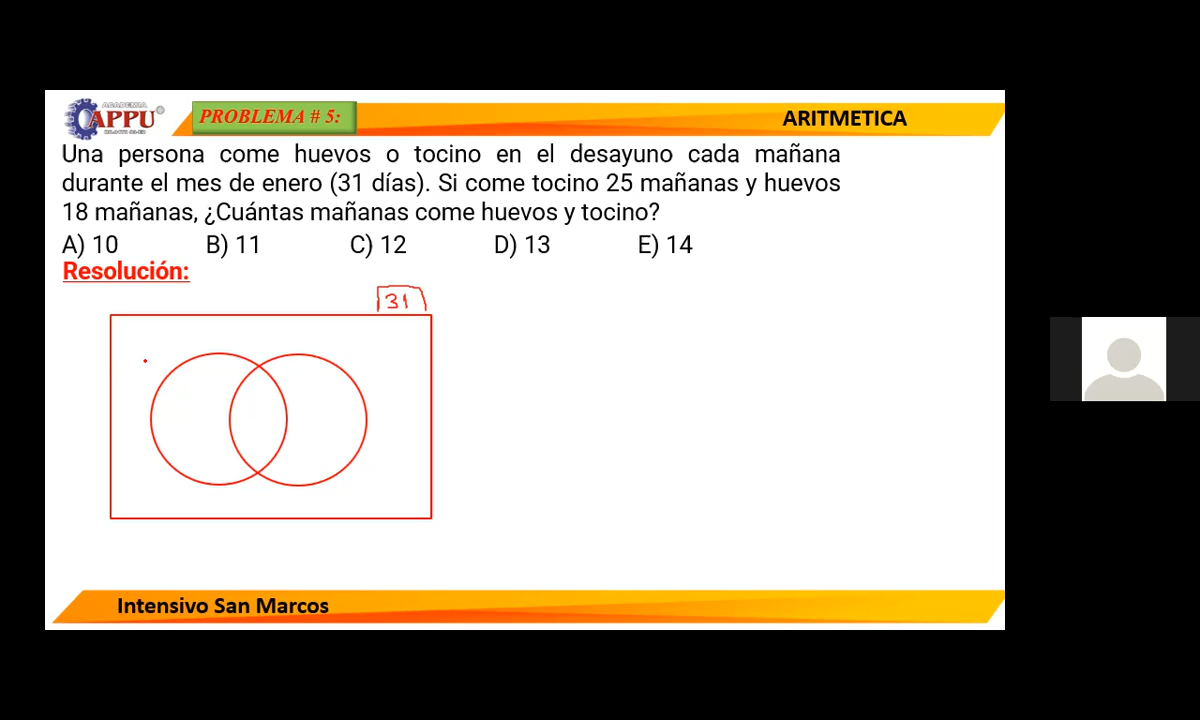 ACADEMIA
APPU
PROBLEMA # 5:
ARITMETICA
Una persona come huevos o tocino en el desayuno cada mañana
durante el mes de enero (31 días). Si come tocino 25 mañanas y huevos
18 mañanas, ¿Cuántas mañanas come huevos y tocino?
A) 10 B) 11 C) 12 D) 13 E) 14
Resolución:
31
Intensivo San Marcos